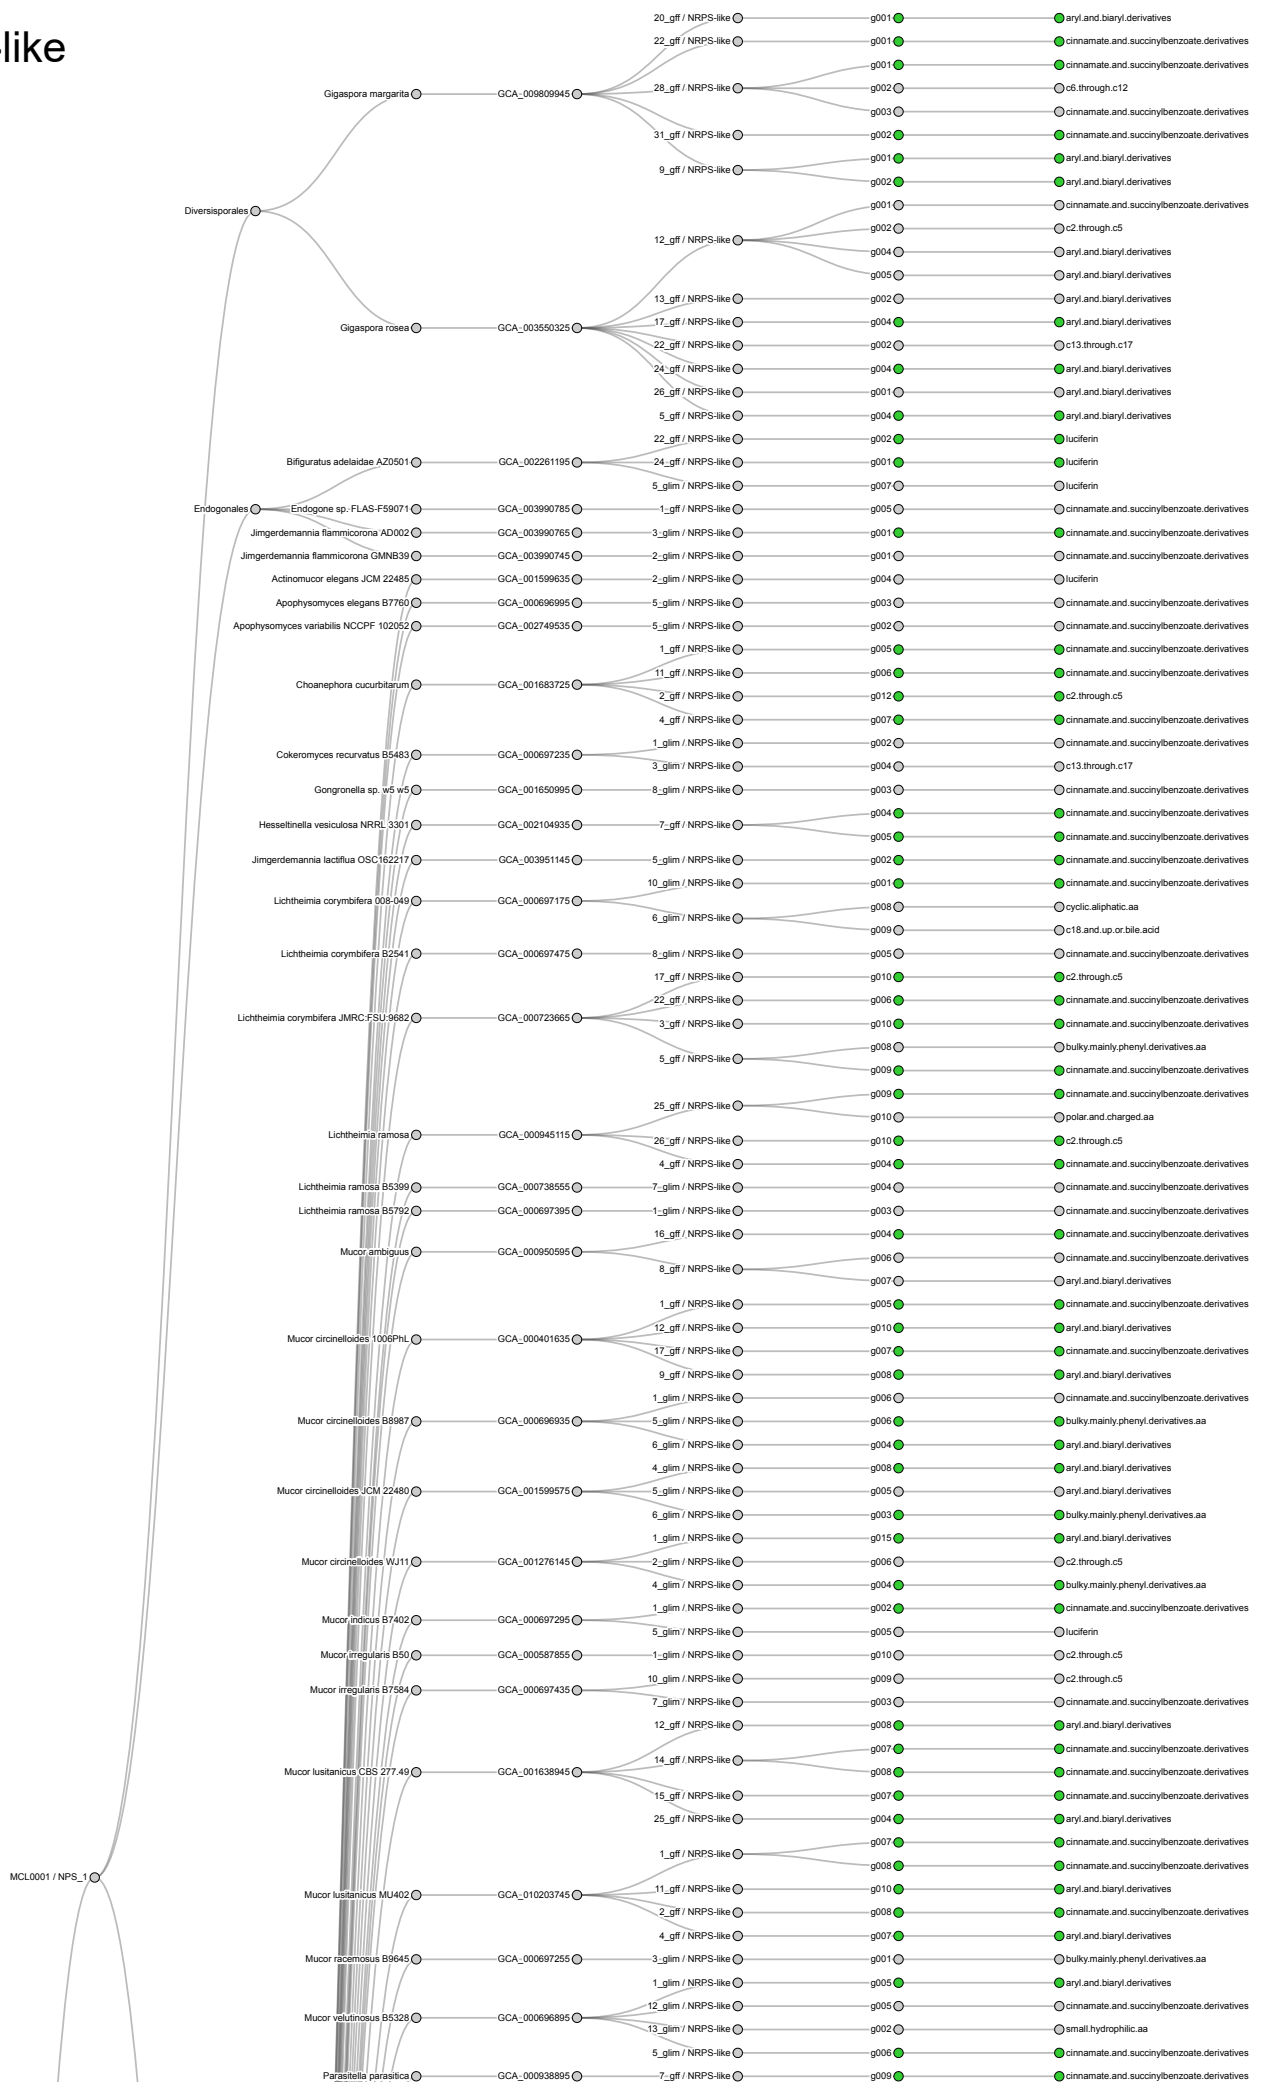 -like
20_gff / NRPS-like g001 aryl.and.biaryl.derivatives
22_gff / NRPS-like g001 cinnamate.and.succinylbenzoate.derivatives
g001 cinnamate.and.succinylbenzoate.derivatives
28_gff / NRPS-like g002 c6.through.c12
Gigaspora margarita GCA_009809945
g003 cinnamate.and.succinylbenzoate.derivatives
31_gff / NRPS-like g002 cinnamate.and.succinylbenzoate.derivatives
g001 aryl.and.biaryl.derivatives
9_gff / NRPS-like
g002 aryl.and.biaryl.derivatives
g001 cinnamate.and.succinylbenzoate.derivatives
Diversisporales
g002 c2.through.c5
12_gff / NRPS-like
g004 aryl.and.biaryl.derivatives
g005 aryl.and.biaryl.derivatives
13_gff / NRPS-like g002 aryl.and.biaryl.derivatives
17_gff / NRPS-like g004 aryl.and.biaryl.derivatives
Gigaspora rosea GCA_003550325
22_gff / NRPS-like g002 c13.through.c17
24_gff / NRPS-like g004 aryl.and.biaryl.derivatives
26_gff / NRPS-like g001 aryl.and.biaryl.derivatives
5_gff / NRPS-like g004 aryl.and.biaryl.derivatives
22_gff / NRPS-like g002 luciferin
Bifiguratus adelaidae AZ0501 GCA_002261195 24_gff / NRPS-like g001 luciferin
5_glim / NRPS-like g007 luciferin
Endogonales Endogone sp. FLAS-F59071 GCA_003990785 1_gff / NRPS-like g005 cinnamate.and.succinylbenzoate.derivatives
Jimgerdemannia flammicorona AD002 GCA_003990765 3_glim / NRPS-like g001 cinnamate.and.succinylbenzoate.derivatives
Jimgerdemannia flammicorona GMNB39 GCA_003990745 2_glim / NRPS-like g001 cinnamate.and.succinylbenzoate.derivatives
Actinomucor elegans JCM 22485 GCA_001599635 2_glim / NRPS-like g004 luciferin
Apophysomyces elegans B7760 GCA_000696995 5_glim / NRPS-like g003 cinnamate.and.succinylbenzoate.derivatives
Apophysomyces variabilis NCCPF 102052 GCA_002749535 5_glim / NRPS-like g002 cinnamate.and.succinylbenzoate.derivatives
1_gff / NRPS-like g005 cinnamate.and.succinylbenzoate.derivatives
11_gff / NRPS-like g006 cinnamate.and.succinylbenzoate.derivatives
Choanephora cucurbitarum GCA_001683725
2_gff / NRPS-like g012 c2.through.c5
4_gff / NRPS-like g007 cinnamate.and.succinylbenzoate.derivatives
1_glim / NRPS-like g002 cinnamate.and.succinylbenzoate.derivatives
Cokeromyces recurvatus B5483 GCA_000697235
3_glim / NRPS-like g004 c13.through.c17
Gongronella sp. w5 w5 GCA_001650995 8_glim / NRPS-like g003 cinnamate.and.succinylbenzoate.derivatives
g004 cinnamate.and.succinylbenzoate.derivatives
Hesseltinella vesiculosa NRRL 3301 GCA_002104935 7_gff / NRPS-like
g005 cinnamate.and.succinylbenzoate.derivatives
Jimgerdemannia lactiflua OSC162217 GCA_003951145 5_glim / NRPS-like g002 cinnamate.and.succinylbenzoate.derivatives
10_glim / NRPS-like g001 cinnamate.and.succinylbenzoate.derivatives
Lichtheimia corymbifera 008-049 GCA_000697175
g008 cyclic.aliphatic.aa
6_glim / NRPS-like
g009 c18.and.up.or.bile.acid
Lichtheimia corymbifera B2541 GCA_000697475 8_glim / NRPS-like g005 cinnamate.and.succinylbenzoate.derivatives
17_gff / NRPS-like g010 c2.through.c5
22_gff / NRPS-like g006 cinnamate.and.succinylbenzoate.derivatives
Lichtheimia corymbifera JMRC:FSU:9682 GCA_000723665
3_gff / NRPS-like g010 cinnamate.and.succinylbenzoate.derivatives
g008 bulky.mainly.phenyl.derivatives.aa
5_gff / NRPS-like
g009 cinnamate.and.succinylbenzoate.derivatives
g009 cinnamate.and.succinylbenzoate.derivatives
25_gff / NRPS-like
g010 polar.and.charged.aa
Lichtheimia ramosa GCA_000945115
26_gff / NRPS-like g010 c2.through.c5
4_gff / NRPS-like g004 cinnamate.and.succinylbenzoate.derivatives
Lichtheimia ramosa B5399 GCA_000738555 7_glim / NRPS-like g004 cinnamate.and.succinylbenzoate.derivatives
Lichtheimia ramosa B5792 GCA_000697395 1_glim / NRPS-like g003 cinnamate.and.succinylbenzoate.derivatives
16_gff / NRPS-like g004 cinnamate.and.succinylbenzoate.derivatives
Mucor ambiguus GCA_000950595
g006 cinnamate.and.succinylbenzoate.derivatives
8_gff / NRPS-like
g007 aryl.and.biaryl.derivatives
1_gff / NRPS-like g005 cinnamate.and.succinylbenzoate.derivatives
12_gff / NRPS-like g010 aryl.and.biaryl.derivatives
Mucor circinelloides 1006PhL GCA_000401635
17_gff / NRPS-like g007 cinnamate.and.succinylbenzoate.derivatives
9_gff / NRPS-like g008 aryl.and.biaryl.derivatives
1_glim / NRPS-like g006 cinnamate.and.succinylbenzoate.derivatives
Mucor circinelloides B8987 GCA_000696935 5_glim / NRPS-like g006 bulky.mainly.phenyl.derivatives.aa
6_glim / NRPS-like g004 aryl.and.biaryl.derivatives
4_glim / NRPS-like g008 aryl.and.biaryl.derivatives
Mucor circinelloides JCM 22480 GCA_001599575 5_glim / NRPS-like g005 aryl.and.biaryl.derivatives
6_glim / NRPS-like g003 bulky.mainly.phenyl.derivatives.aa
1_glim / NRPS-like g015 aryl.and.biaryl.derivatives
Mucor circinelloides WJ11 GCA_001276145 2_glim / NRPS-like g006 c2.through.c5
4_glim / NRPS-like g004 bulky.mainly.phenyl.derivatives.aa
1_glim / NRPS-like g002 cinnamate.and.succinylbenzoate.derivatives
Mucor indicus B7402 GCA_000697295
5_glim / NRPS-like g005 luciferin
Mucor irregularis B50 GCA_000587855 1_glim / NRPS-like g010 c2.through.c5
10_glim / NRPS-like g009 c2.through.c5
Mucor irregularis B7584 GCA_000697435
7_glim / NRPS-like g003 cinnamate.and.succinylbenzoate.derivatives
12_gff / NRPS-like g008 aryl.and.biaryl.derivatives
g007 cinnamate.and.succinylbenzoate.derivatives
14_gff / NRPS-like
Mucor lusitanicus CBS 277.49 GCA_001638945 g008 cinnamate.and.succinylbenzoate.derivatives
15_gff / NRPS-like g007 cinnamate.and.succinylbenzoate.derivatives
25_gff / NRPS-like g004 aryl.and.biaryl.derivatives
g007 cinnamate.and.succinylbenzoate.derivatives
1_gff / NRPS-like
g008 cinnamate.and.succinylbenzoate.derivatives
MCL0001 / NPS_1
11_gff / NRPS-like g010 aryl.and.biaryl.derivatives
Mucor lusitanicus MU402 GCA_010203745
2_gff / NRPS-like g008 cinnamate.and.succinylbenzoate.derivatives
4_gff / NRPS-like g007 aryl.and.biaryl.derivatives
Mucor racemosus B9645 GCA_000697255 3_glim / NRPS-like g001 bulky.mainly.phenyl.derivatives.aa
1_glim / NRPS-like g005 aryl.and.biaryl.derivatives
12_glim / NRPS-like g005 cinnamate.and.succinylbenzoate.derivatives
Mucor velutinosus B5328 GCA_000696895
13_glim / NRPS-like g002 small.hydrophilic.aa
5_glim / NRPS-like g006 cinnamate.and.succinylbenzoate.derivatives
Parasitella parasitica GCA_000938895 7_gff / NRPS-like g009 cinnamate.and.succinylbenzoate.derivatives